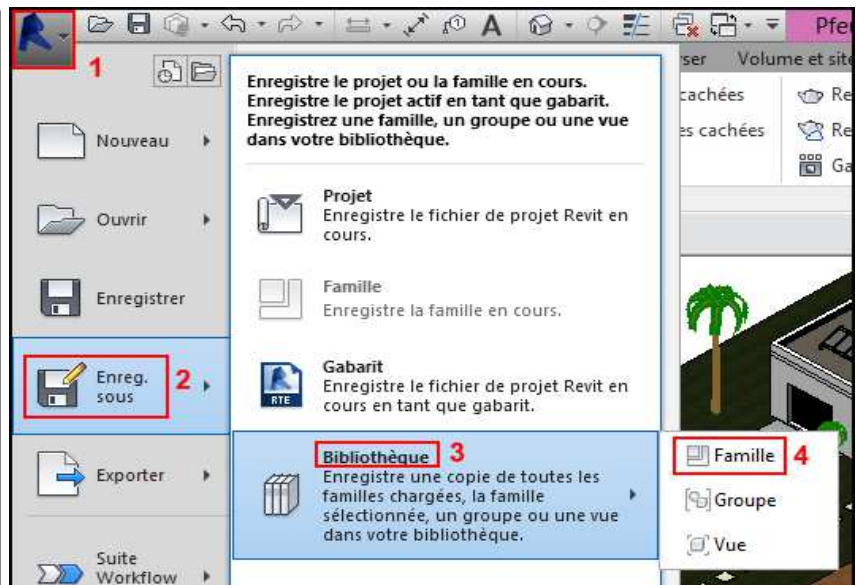 A
Pfe
1
ser
Volume et site
cachées
Re
es cachées
Re
Ga
Nouveau
Ouvrir
Enregistrer
Enreg.
sous
2
Exporter
Suite
Workflow
Enregistre le projet ou la famille en cours.
Enregistre le projet actif en tant que gabarit.
Enregistrez une famille, un groupe ou une vue
dans votre bibliothèque.
Projet
Enregistre le fichier de projet Revit en
cours.
Famille
Enregistre la famille en cours.
RTE
Gabarit
Enregistre le fichier de projet Revit en
cours en tant que gabarit.
Bibliothèque 3
Enregistre une copie de toutes les
familles chargées, la famille
sélectionnée, un groupe ou une vue
dans votre bibliothèque.
Famille 4
Groupe
Vue